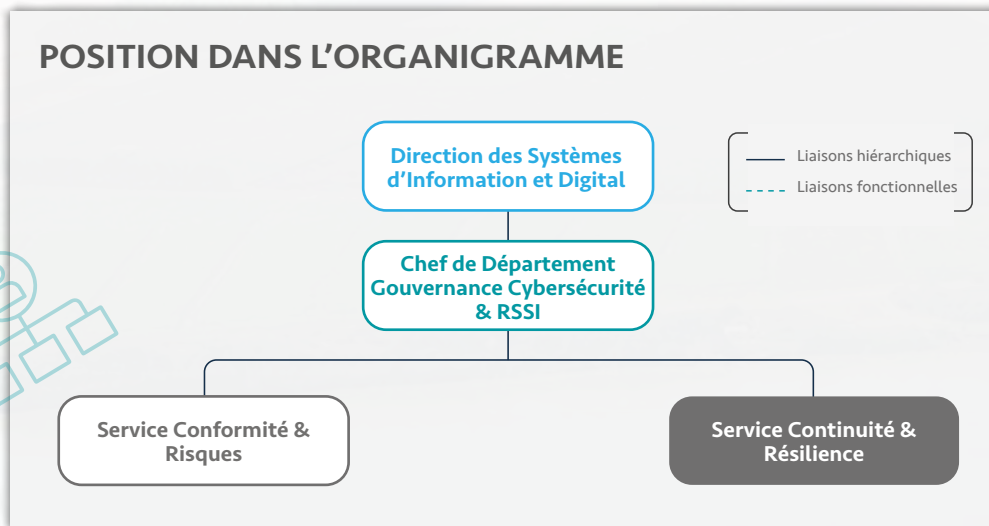 POSITION DANS L’ORGANIGRAMME
Direction des Systèmes
d’Information et Digital
Liaisons hiérarchiques
Liaisons fonctionnelles
Chef de Département
Gouvernance Cybersécurité
& RSSI
Service Conformité &
Risques
Service Continuité &
Résilience